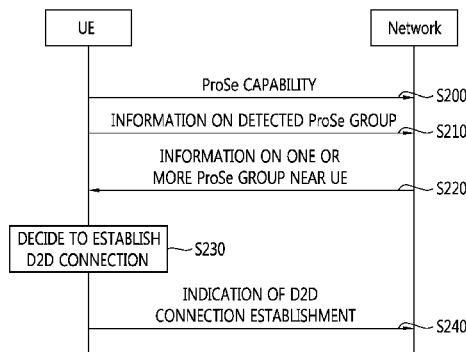 UE
Network
ProSe CAPABILITY
S200
INFORMATION ON DETECTED ProSe GROUP
S210
INFORMATION ON ONE OR
MORE ProSe GROUP NEAR UE
S220
DECIDE TO ESTABLISH
D2D CONNECTION
S230
INDICATION OF D2D
CONNECTION ESTABLISHMENT
S240